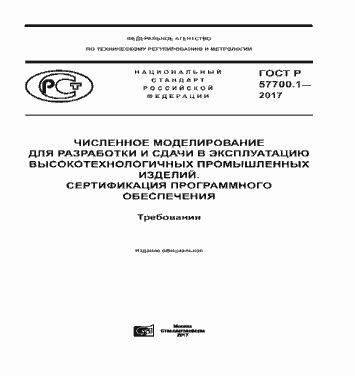 ФЕДЕРАЛЬНОЕ АГЕНТСТВО
ПО ТЕХНИЧЕСКОМУ РЕГУЛИРОВАНИЮ И МЕТРОЛОГИИ
НАЦИОНАЛЬНЫЙ
СТАНДАРТ
РОССИЙСКОЙ
ФЕДЕРАЦИИ
ГОСТ Р
57700.1—
2017
ЧИСЛЕННОЕ МОДЕЛИРОВАНИЕ
ДЛЯ РАЗРАБОТКИ И СДАЧИ В ЭКСПЛУАТАЦИЮ
ВЫСОКОТЕХНОЛОГИЧНЫХ ПРОМЫШЛЕННЫХ
ИЗДЕЛИЙ.
СЕРТИФИКАЦИЯ ПРОГРАММНОГО
ОБЕСПЕЧЕНИЯ
Требования
Издание официальное
Москва
Стандартинформ
2017